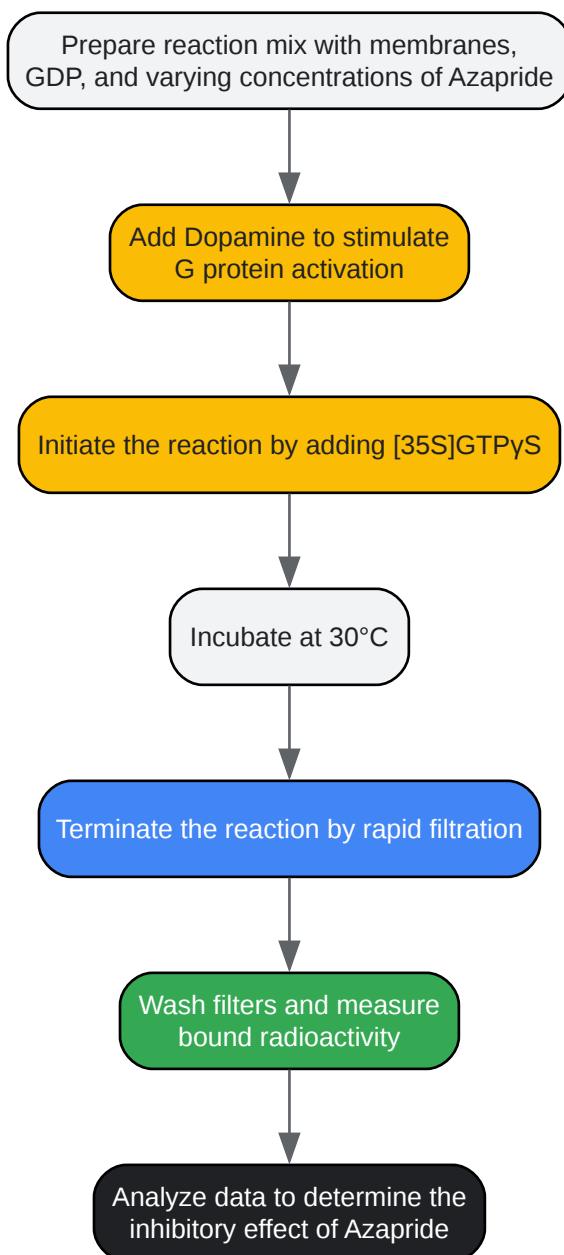 Prepare reaction mix with membranes,
GDP, and varying concentrations of Azapride
Add Dopamine to stimulate
G protein activation
Initiate the reaction by adding [35S]GTPγS
Incubate at 30°C
Terminate the reaction by rapid filtration
Wash filters and measure
bound radioactivity
Analyze data to determine the
inhibitory effect of Azapride